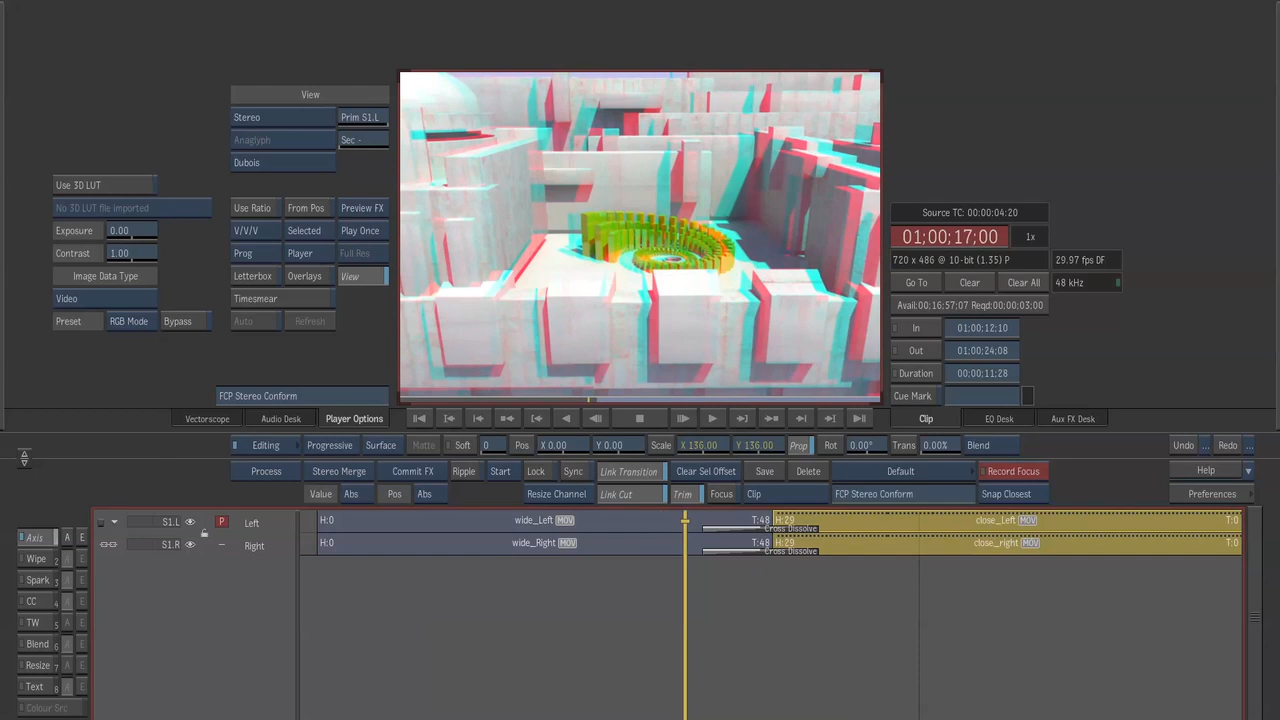 View
Stereo Prim S1.L
Anaglyph Sec -
Dubois
Use 3D LUT
No 3D LUT file imported
Exposure 0.00
Contrast 1.00
Image Data Type
Video
Preset RGB Mode Bypass
Use Ratio From Pos Preview FX
V/V/V Selected Play Once
Prog Player Full Res
Letterbox Overlays View
Timesmear
Auto Refresh
FCP Stereo Conform
Vectorscope Audio Desk Player Options
Source TC: 00:00:04:20
01;00;17;00 1x
720 x 486 @ 10-bit (1.35) P 29.97 fps DF
Go To Clear Clear All 48 kHz
Avail:00:16:57;07 Reqd:00:00:03;00
In 01;00;12;10
Out 01;00;24;08
Duration 00;00;11;28
Cue Mark
Clip EQ Desk Aux FX Desk
Editing Progressive Surface Matte Soft 0 Pos X 0.00 Y 0.00 Scale X 136.00 Y 136.00 Prop Rot 0.00° Trans 0.00% Blend Undo ... Redo ...
Process Stereo Merge Commit FX Ripple Start Lock Sync Link Transition Clear Sel Offset Save Delete Default Record Focus Help
Value Abs Pos Abs Resize Channel Link Cut Trim Focus Clip FCP Stereo Conform Snap Closest Preferences
S1.L P Left H:0 wide_Left MOV T:48 H:29 close_Left MOV T:0
Cross Dissolve
S1.R Right H:0 wide_Right MOV T:48 H:29 close_right MOV T:0
Cross Dissolve
Axis A E
Wipe 2 A E
Spark 3 A E
CC 4 A E
TW 5 A E
Blend 6 A E
Resize 7 A E
Text 8 A E
Colour Src